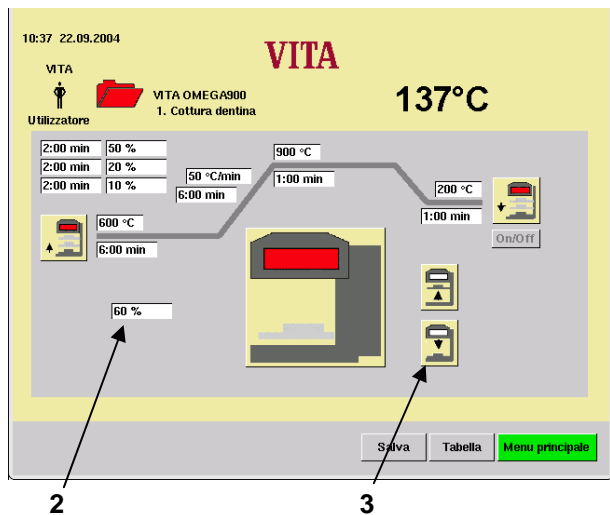 10:37 22.09.2004
VITA
VITA
Utilizzatore
VITA OMEGA900
1. Cottura dentina
137°C
2:00 min 50 %
2:00 min 20 %
2:00 min 10 %
50 °C/min
6:00 min
900 °C
1:00 min
200 °C
1:00 min
On/Off
600 °C
6:00 min
60 %
Salva Tabella Menu principale
2 3